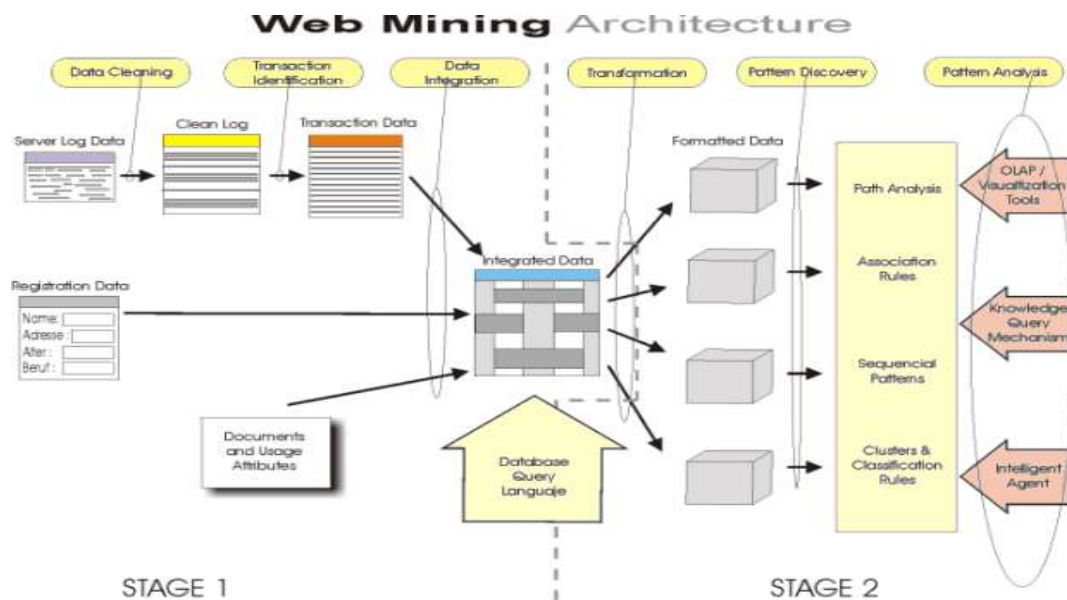 Web Mining Architecture
Data Cleaning
Transaction
Identification
Data
Integration
Transformation
Pattern Discovery
Pattern Analysis
Server Log Data
Clean Log
Transaction Data
Formatted Data
Path Analysis
OLAP /
Visualtization
Tools
Registration Data
Name:
Adresse :
Alter :
Beruf :
Integrated Data
Association
Rules
Knowledge
Query
Mechanism
Sequencial
Patterns
Documents
and Usage
Attributes
Database
Query
Languaje
Clusters &
Classification
Rules
Intelligent
Agent
STAGE 1
STAGE 2